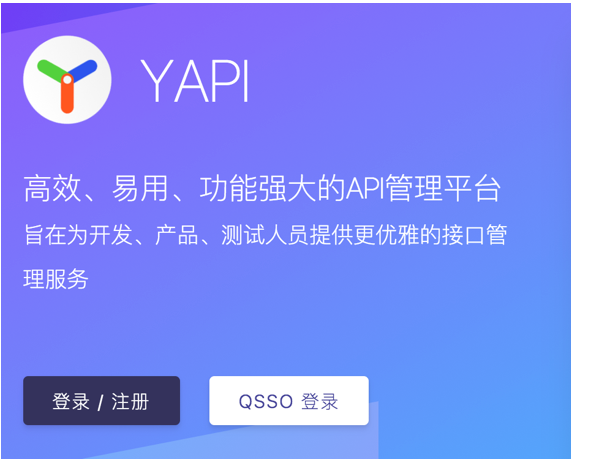 YAPI
高效、易用、功能强大的API管理平台
旨在为开发、产品、测试人员提供更优雅的接口管
理服务
登录 / 注册
QSSO 登录